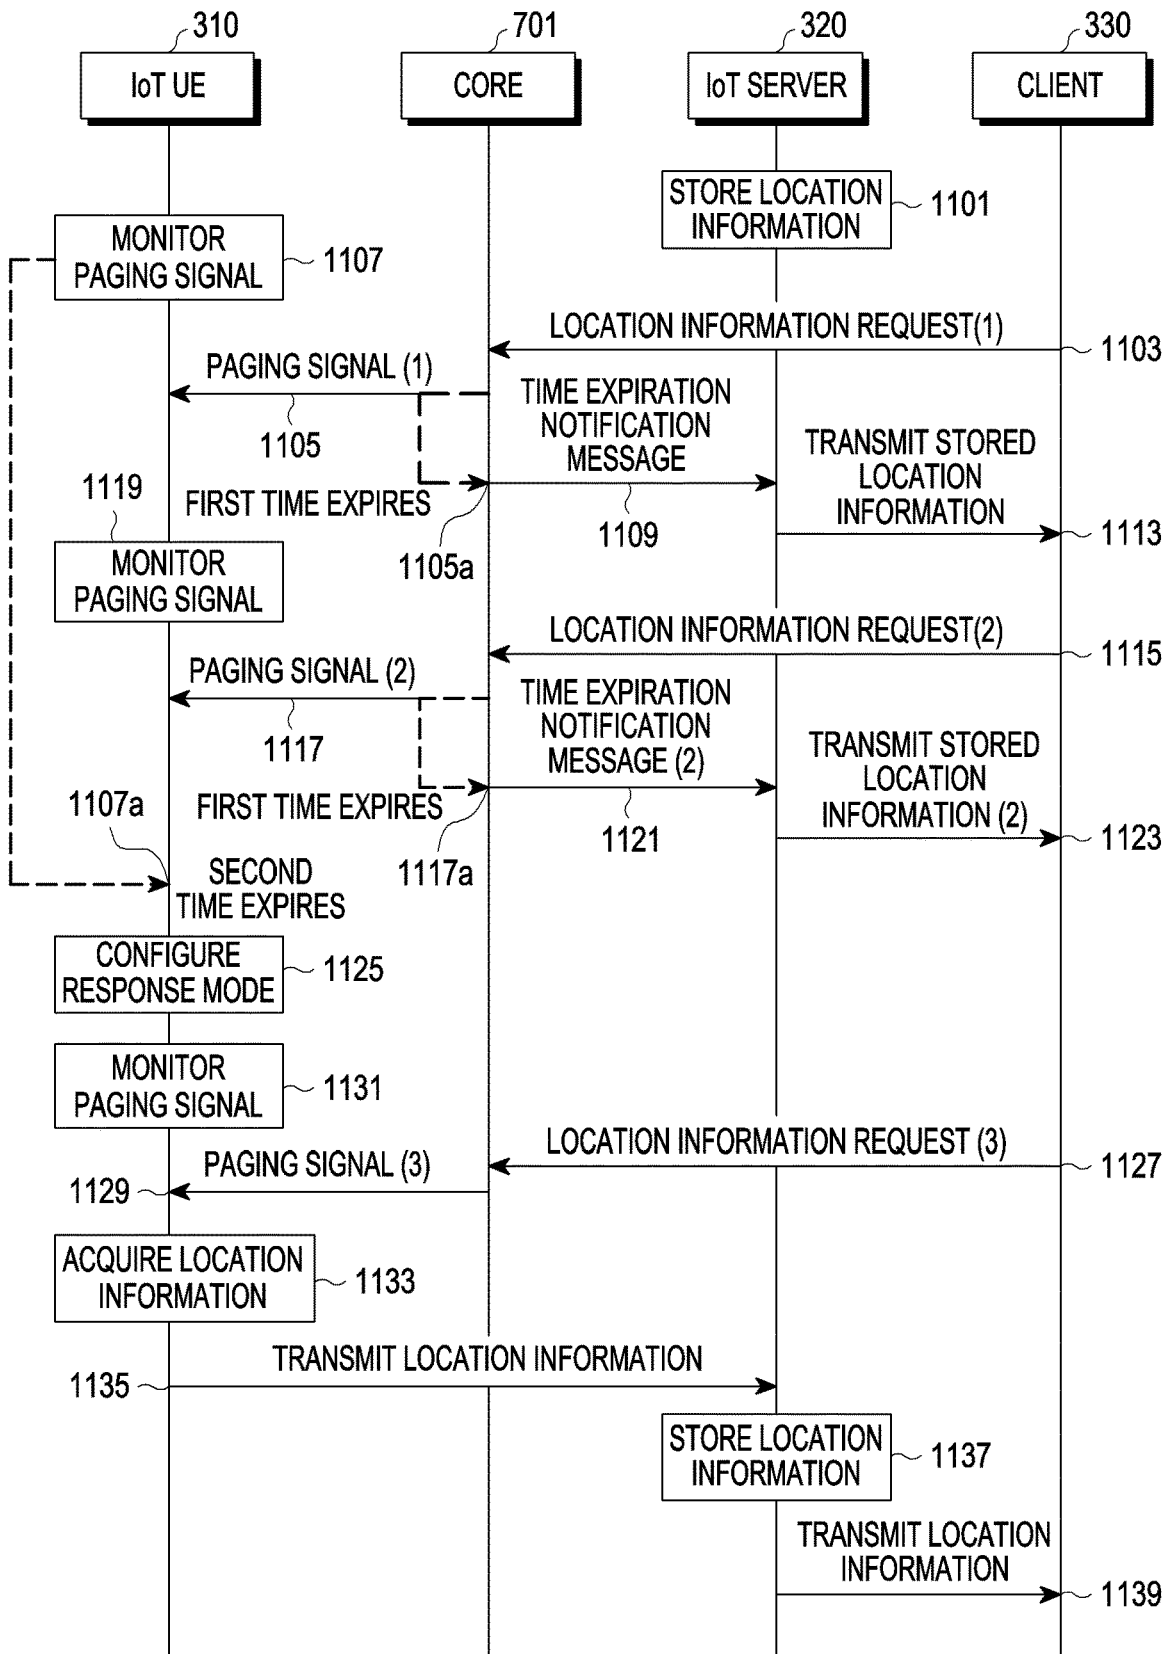 310
701
320
330
IoT UE
CORE
IoT SERVER
CLIENT
STORE LOCATION
INFORMATION
1101
MONITOR
PAGING SIGNAL
1107
LOCATION INFORMATION REQUEST(1)
1103
PAGING SIGNAL (1)
1105
TIME EXPIRATION
NOTIFICATION
MESSAGE
FIRST TIME EXPIRES
1105a
1109
TRANSMIT STORED
LOCATION
INFORMATION
1113
1119
MONITOR
PAGING SIGNAL
LOCATION INFORMATION REQUEST(2)
1115
PAGING SIGNAL (2)
1117
TIME EXPIRATION
NOTIFICATION
MESSAGE (2)
FIRST TIME EXPIRES
1117a
1121
TRANSMIT STORED
LOCATION
INFORMATION (2)
1123
1107a
SECOND
TIME EXPIRES
CONFIGURE
RESPONSE MODE
1125
MONITOR
PAGING SIGNAL
1131
LOCATION INFORMATION REQUEST (3)
1127
PAGING SIGNAL (3)
1129
ACQUIRE LOCATION
INFORMATION
1133
TRANSMIT LOCATION INFORMATION
1135
STORE LOCATION
INFORMATION
1137
TRANSMIT LOCATION
INFORMATION
1139